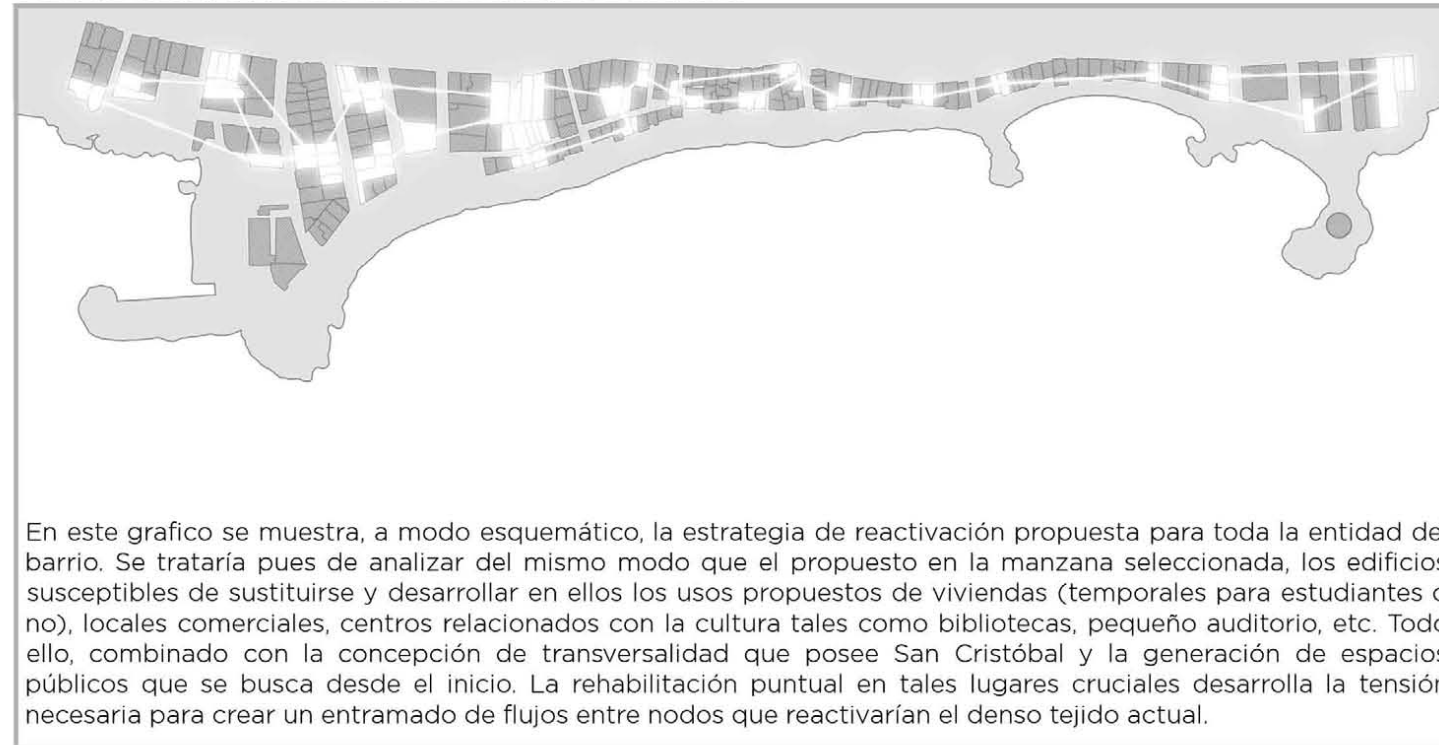 En este grafico se muestra, a modo esquemático, la estrategia de reactivación propuesta para toda la entidad de
barrio. Se trataría pues de analizar del mismo modo que el propuesto en la manzana seleccionada, los edificios
susceptibles de sustituirse y desarrollar en ellos los usos propuestos de viviendas (temporales para estudiantes o
no), locales comerciales, centros relacionados con la cultura tales como bibliotecas, pequeño auditorio, etc. Todo
ello, combinado con la concepción de transversalidad que posee San Cristóbal y la generación de espacios
públicos que se busca desde el inicio. La rehabilitación puntual en tales lugares cruciales desarrolla la tensión
necesaria para crear un entramado de flujos entre nodos que reactivarían el denso tejido actual.